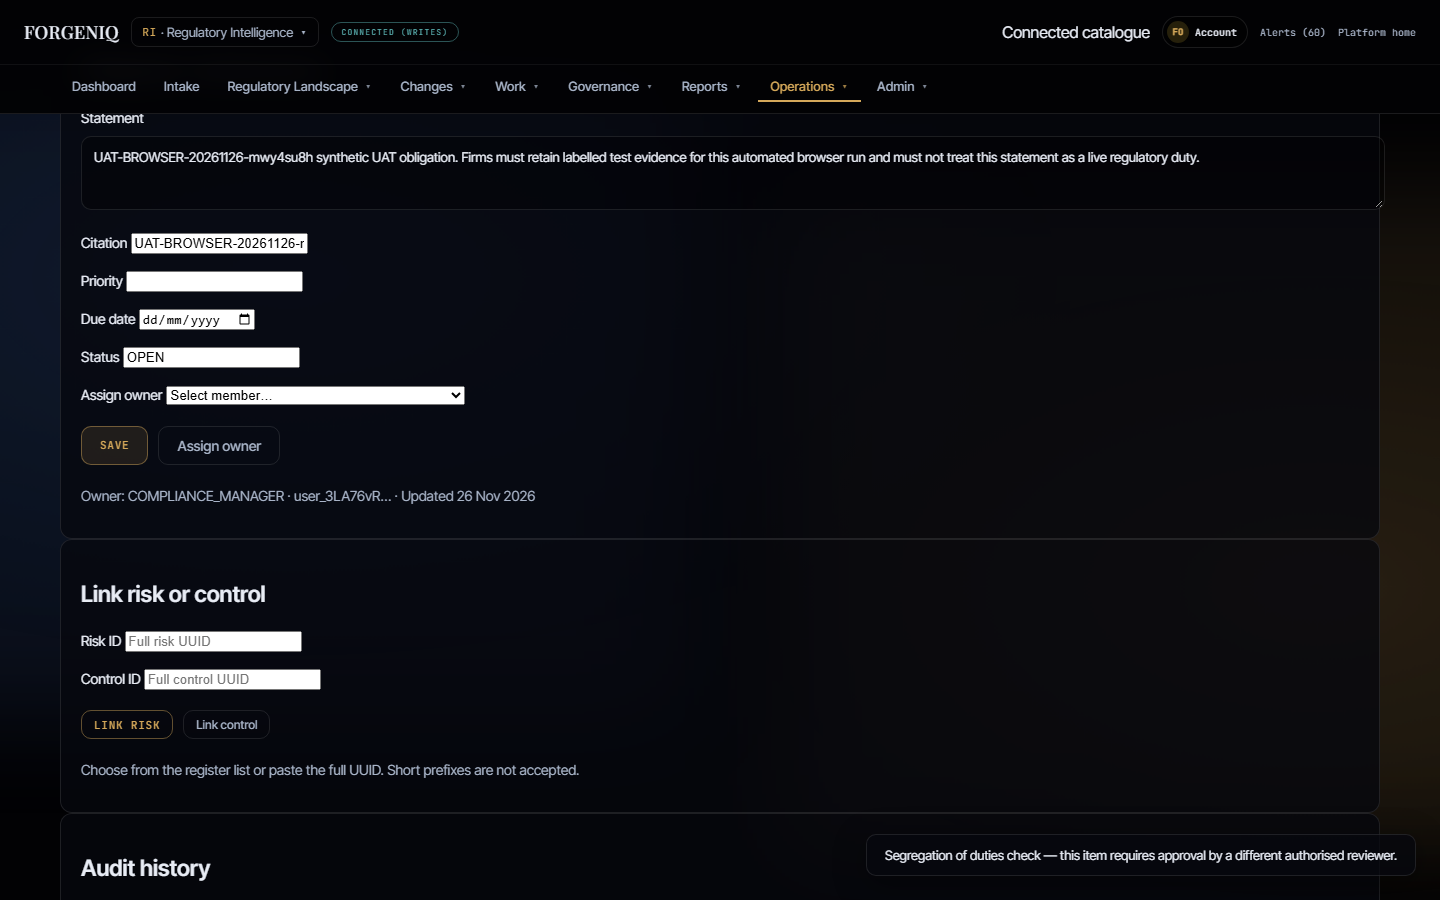 FORGENIQ
RI · Regulatory Intelligence
CONNECTED (WRITES)
Connected catalogue
FO Account
Alerts (60)
Platform home
Dashboard
Intake
Regulatory Landscape
Changes
Work
Governance
Reports
Operations
Admin
Statement
UAT-BROWSER-20261126-mwy4su8h synthetic UAT obligation. Firms must retain labelled test evidence for this automated browser run and must not treat this statement as a live regulatory duty.
Citation UAT-BROWSER-20261126-r
Priority
Due date dd/mm/yyyy
Status OPEN
Assign owner Select member...
SAVE
Assign owner
Owner: COMPLIANCE_MANAGER · user_3LA76vR… · Updated 26 Nov 2026
Link risk or control
Risk ID Full risk UUID
Control ID Full control UUID
LINK RISK
Link control
Choose from the register list or paste the full UUID. Short prefixes are not accepted.
Audit history
Segregation of duties check — this item requires approval by a different authorised reviewer.